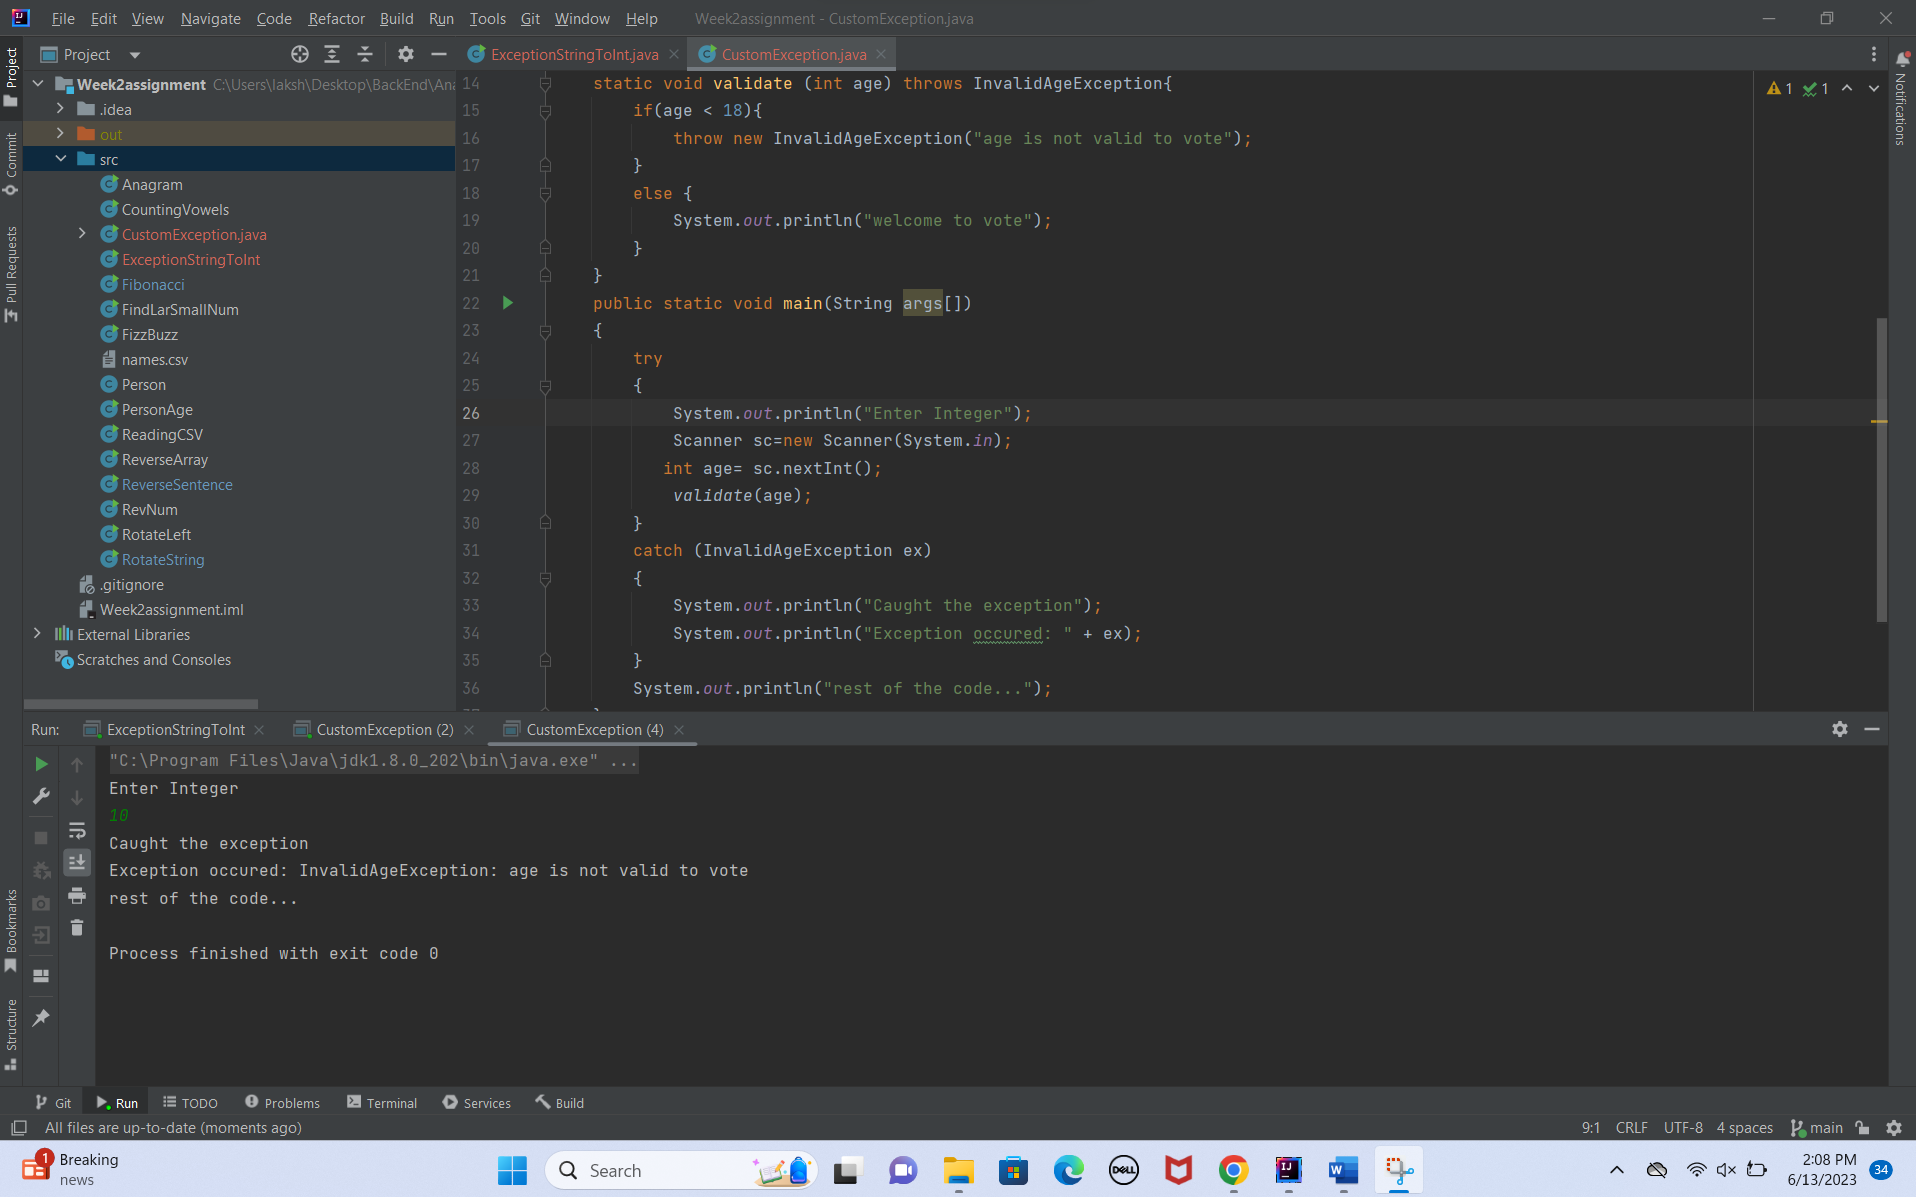 File Edit View Navigate Code Refactor Build Run Tools Git Window Help Week2assignment - CustomException.java
Project
ExceptionStringToInt.java
CustomException.java
Project
Commit
Pull Requests
Bookmarks
Structure
Notifications
Week2assignment C:\Users\laksh\Desktop\BackEnd\Ana
.idea
out
src
Anagram
CountingVowels
CustomException.java
ExceptionStringToInt
Fibonacci
FindLarSmallNum
FizzBuzz
names.csv
Person
PersonAge
ReadingCSV
ReverseArray
ReverseSentence
RevNum
RotateLeft
RotateString
.gitignore
Week2assignment.iml
External Libraries
Scratches and Consoles
1 1
14 static void validate (int age) throws InvalidAgeException{
15 if(age < 18){
16 throw new InvalidAgeException("age is not valid to vote");
17 }
18 else {
19 System.out.println("welcome to vote");
20 }
21 }
22 public static void main(String args[])
23 {
24 try
25 {
26 System.out.println("Enter Integer");
27 Scanner sc=new Scanner(System.in);
28 int age= sc.nextInt();
29 validate(age);
30 }
31 catch (InvalidAgeException ex)
32 {
33 System.out.println("Caught the exception");
34 System.out.println("Exception occured: " + ex);
35 }
36 System.out.println("rest of the code...");
Run: ExceptionStringToInt CustomException (2) CustomException (4)
"C:\Program Files\Java\jdk1.8.0_202\bin\java.exe" ...
Enter Integer
10
Caught the exception
Exception occured: InvalidAgeException: age is not valid to vote
rest of the code...
Process finished with exit code 0
Git Run TODO Problems Terminal Services Build
All files are up-to-date (moments ago) 9:1 CRLF UTF-8 4 spaces main
1 Breaking
news
Search
DELL
IJ
W
2:08 PM
6/13/2023
34